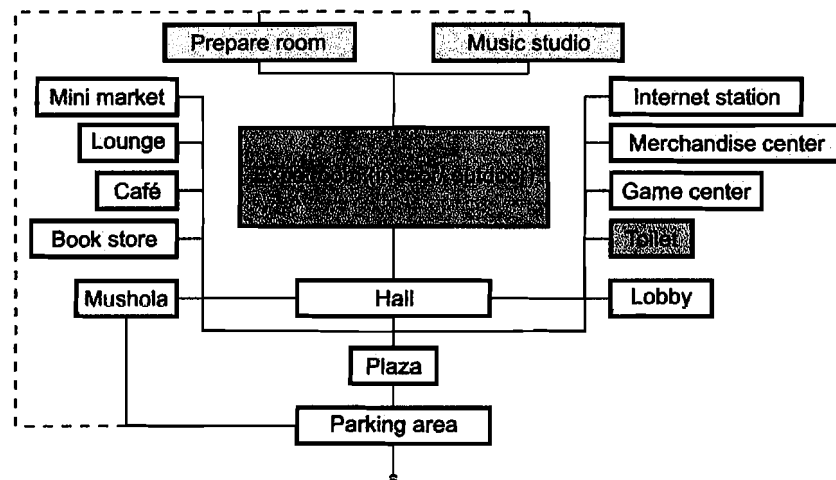 Prepare room
Music studio
Mini market
Internet station
Lounge
Merchandise center
Café
Game center
Book store
Toilet
Mushola
Hall
Lobby
Plaza
Parking area